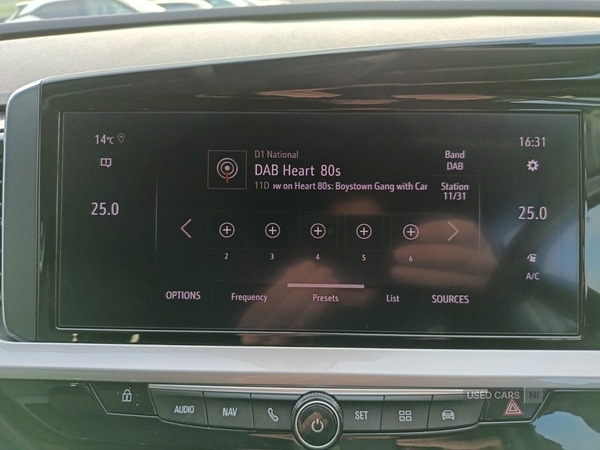 14°C
16:31
D1 National
DAB Heart 80s
Band
DAB
11D ow on Heart 80s: Boystown Gang with Car
Station
11/31
25.0
25.0
2 3 4 5 6
A/C
OPTIONS Frequency Presets List SOURCES
USED CARS NI
AUDIO NAV SET